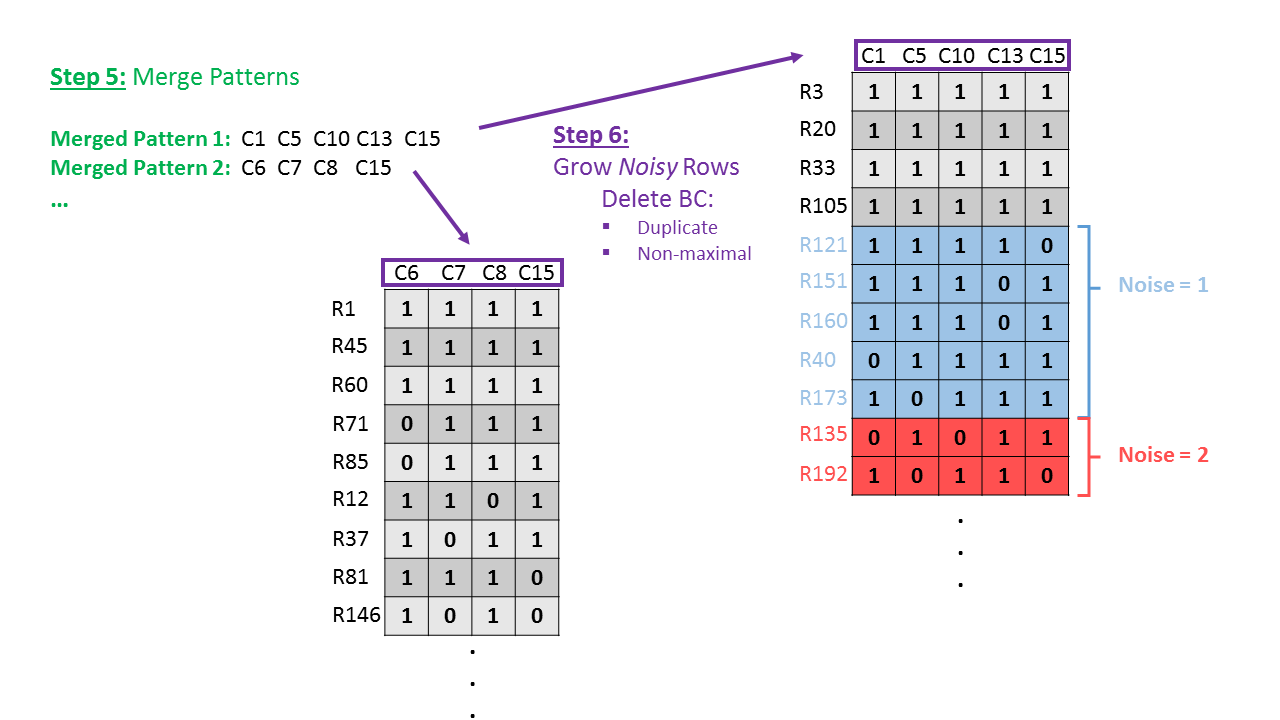 Step 5: Merge Patterns
Merged Pattern 1: C1 C5 C10 C13 C15
Merged Pattern 2: C6 C7 C8 C15
...
Step 6:
Grow Noisy Rows
Delete BC:
▪ Duplicate
▪ Non-maximal
C6 C7 C8 C15
R1 1 1 1 1
R45 1 1 1 1
R60 1 1 1 1
R71 0 1 1 1
R85 0 1 1 1
R12 1 1 0 1
R37 1 0 1 1
R81 1 1 1 0
R146 1 0 1 0
.
.
.
C1 C5 C10 C13 C15
R3 1 1 1 1 1
R20 1 1 1 1 1
R33 1 1 1 1 1
R105 1 1 1 1 1
R121 1 1 1 1 0
R151 1 1 1 0 1
R160 1 1 1 0 1
R40 0 1 1 1 1
R173 1 0 1 1 1
Noise = 1
R135 0 1 0 1 1
R192 1 0 1 1 0
Noise = 2
.
.
.